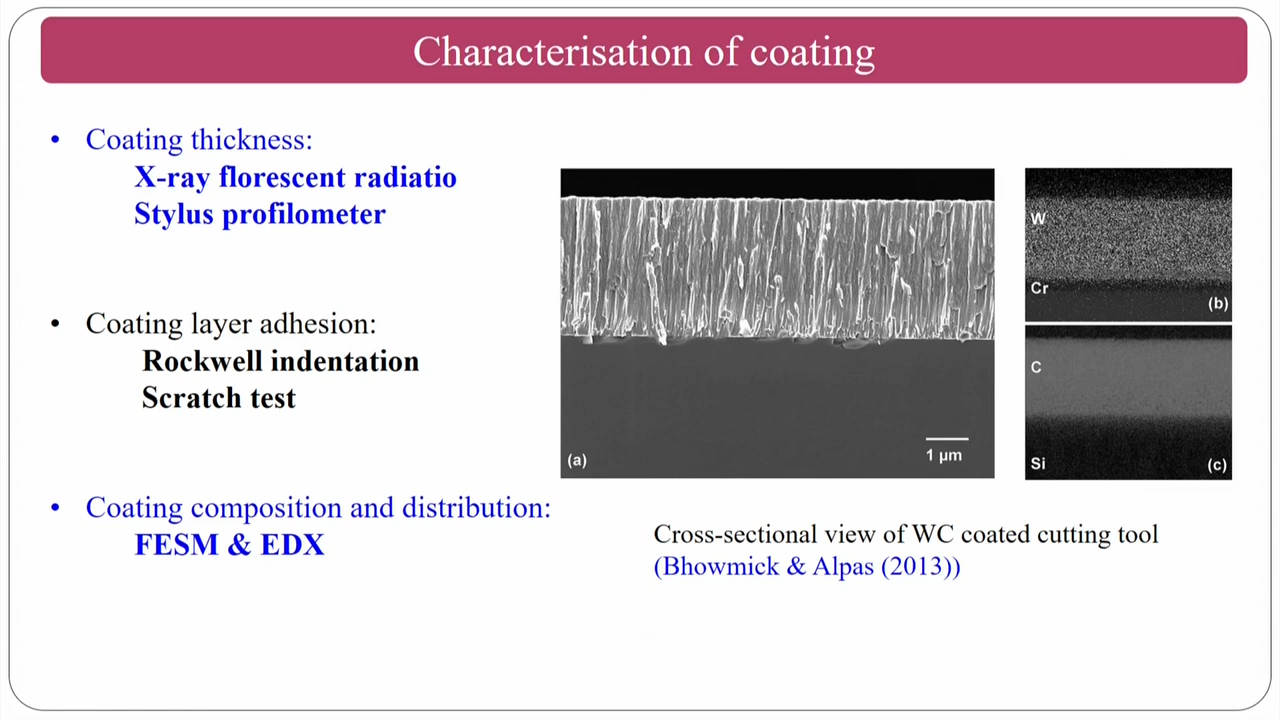 Characterisation of coating
• Coating thickness:
X-ray florescent radiatio
Stylus profilometer
• Coating layer adhesion:
Rockwell indentation
Scratch test
• Coating composition and distribution:
FESM & EDX
(a)
1 µm
W
Cr
(b)
C
Si
(c)
Cross-sectional view of WC coated cutting tool
(Bhowmick & Alpas (2013))